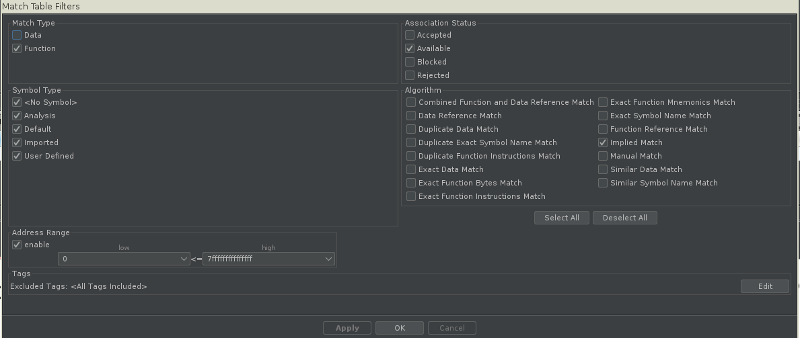 Match Table Filters
Match Type
Data
Function
Association Status
Accepted
Available
Blocked
Rejected
Symbol Type
<No Symbol>
Analysis
Default
Imported
User Defined
Algorithm
Combined Function and Data Reference Match
Data Reference Match
Duplicate Data Match
Duplicate Exact Symbol Name Match
Duplicate Function Instructions Match
Exact Data Match
Exact Function Bytes Match
Exact Function Instructions Match
Exact Function Mnemonics Match
Exact Symbol Name Match
Function Reference Match
Implied Match
Manual Match
Similar Data Match
Similar Symbol Name Match
Select All
Deselect All
Address Range
enable
low
high
0
<=
7fffffffffffffff
Tags
Excluded Tags: <All Tags Included>
Edit
Apply
OK
Cancel